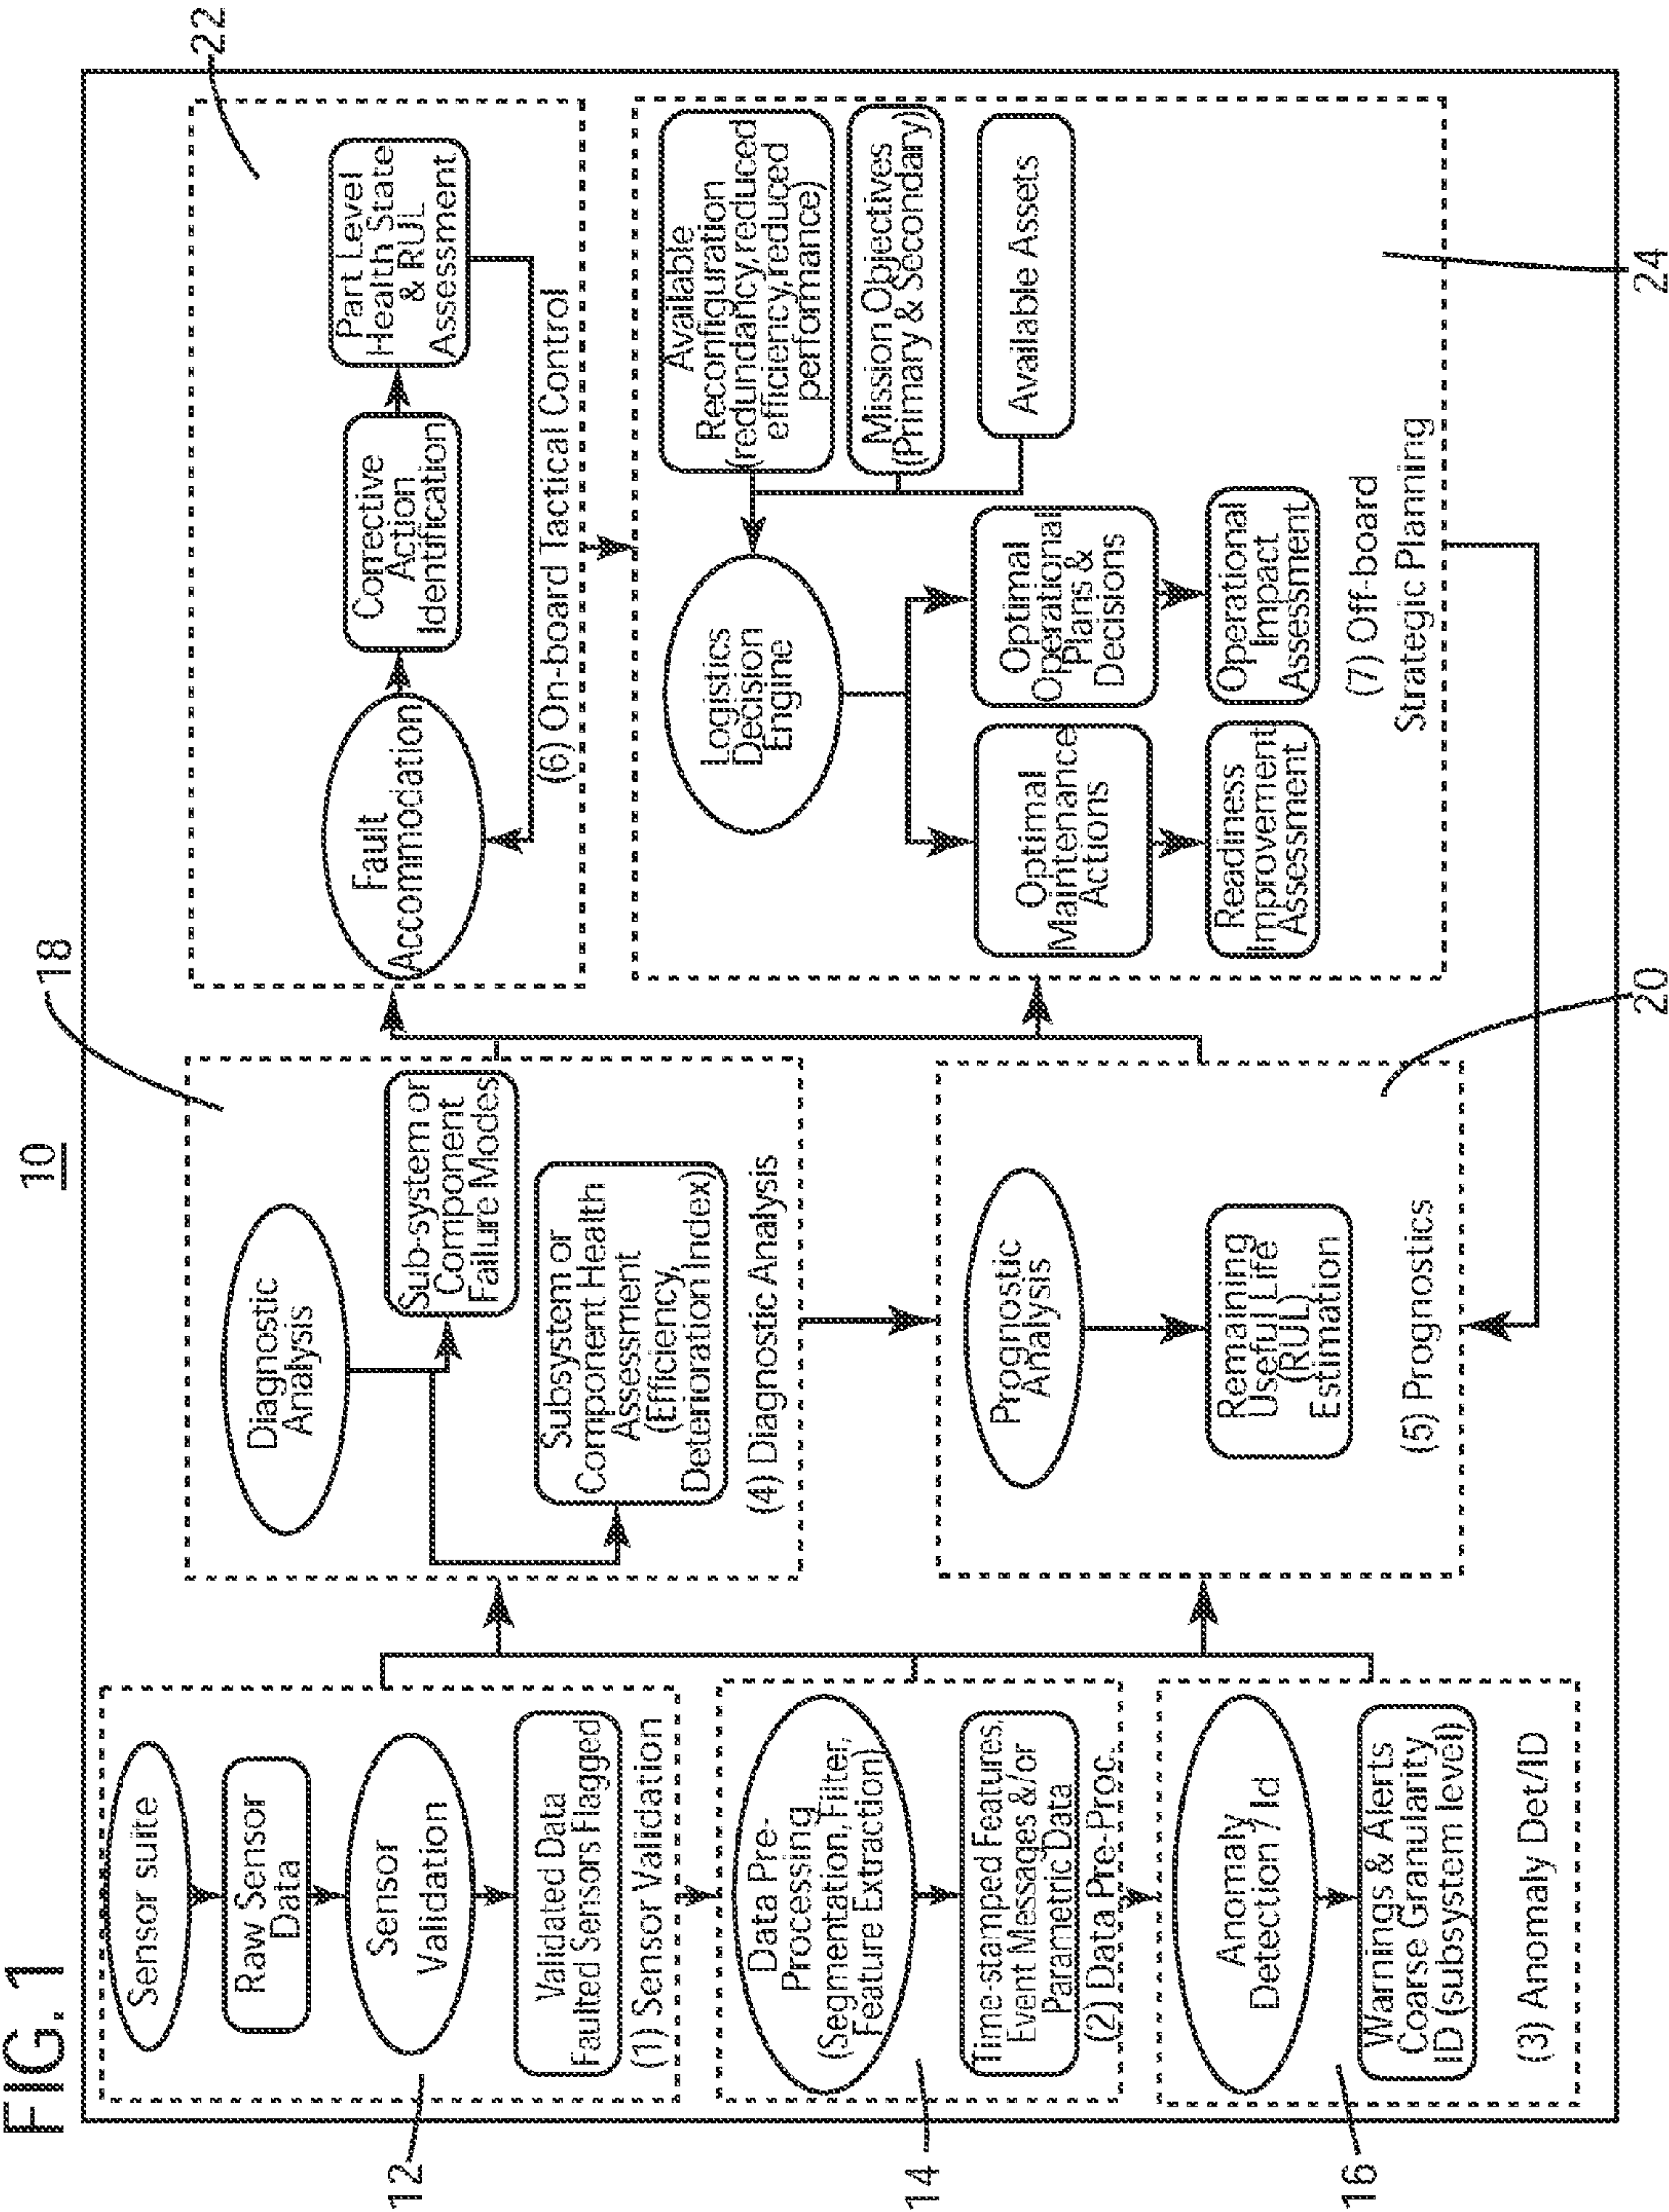 FIG. 1
10
12
Sensor suite
Raw Sensor
Data
Sensor
Validation
Validated Data
Faulted Sensors Flagged
(1) Sensor Validation
14
Data Pre-
Processing
(Segmentation, Filter,
Feature Extraction)
Time-stamped Features,
Event Messages &/or
Parametric Data
(2) Data Pre-Proc.
16
Anomaly
Detection / Id
Warnings & Alerts
Coarse Granularity
ID (subsystem level)
(3) Anomaly Det/ID
18
Diagnostic
Analysis
Sub-system or
Component
Failure Modes
Subsystem or
Component Health
Assessment
(Efficiency,
Deterioration Index)
(4) Diagnostic Analysis
Prognostic
Analysis
Remaining
Useful Life
(RUL)
Estimation
(5) Prognostics
20
22
Fault
Accommodation
Corrective
Action
Identification
Part Level
Health State
& RUL
Assessment
(6) On-board Tactical Control
Available
Reconfiguration
(redundancy,reduced
efficiency,reduced
performance)
Mission Objectives
(Primary & Secondary)
Available Assets
Logistics
Decision
Engine
Optimal
Maintenance
Actions
Optimal
Operational
Plans &
Decisions
Readiness
Improvement
Assessment
Operational
Impact
Assessment
(7) Off-board
Strategic Planning
24